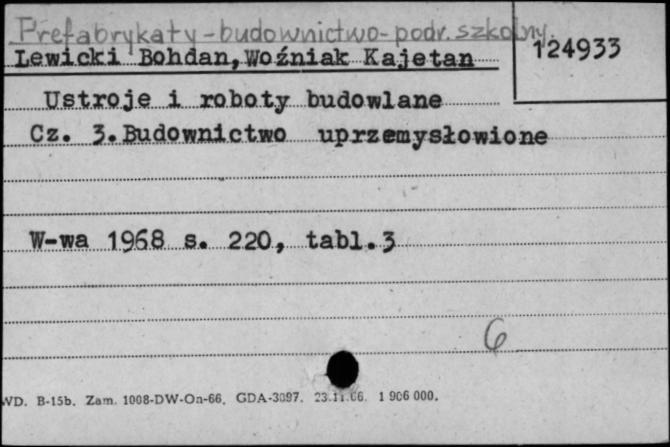 Prefabrykaty-budownictwo-podr. szkolny.
124933
Lewicki Bohdan, Woźniak Kajetan
Ustroje i roboty budowlane
Cz. 3. Budownictwo uprzemysłowione
W-wa 1968 s. 220, tabl. 3
6
WD. B-15b. Zam. 1008-DW-On-66. GDA-3097. 23.11.66. 1 906 000.